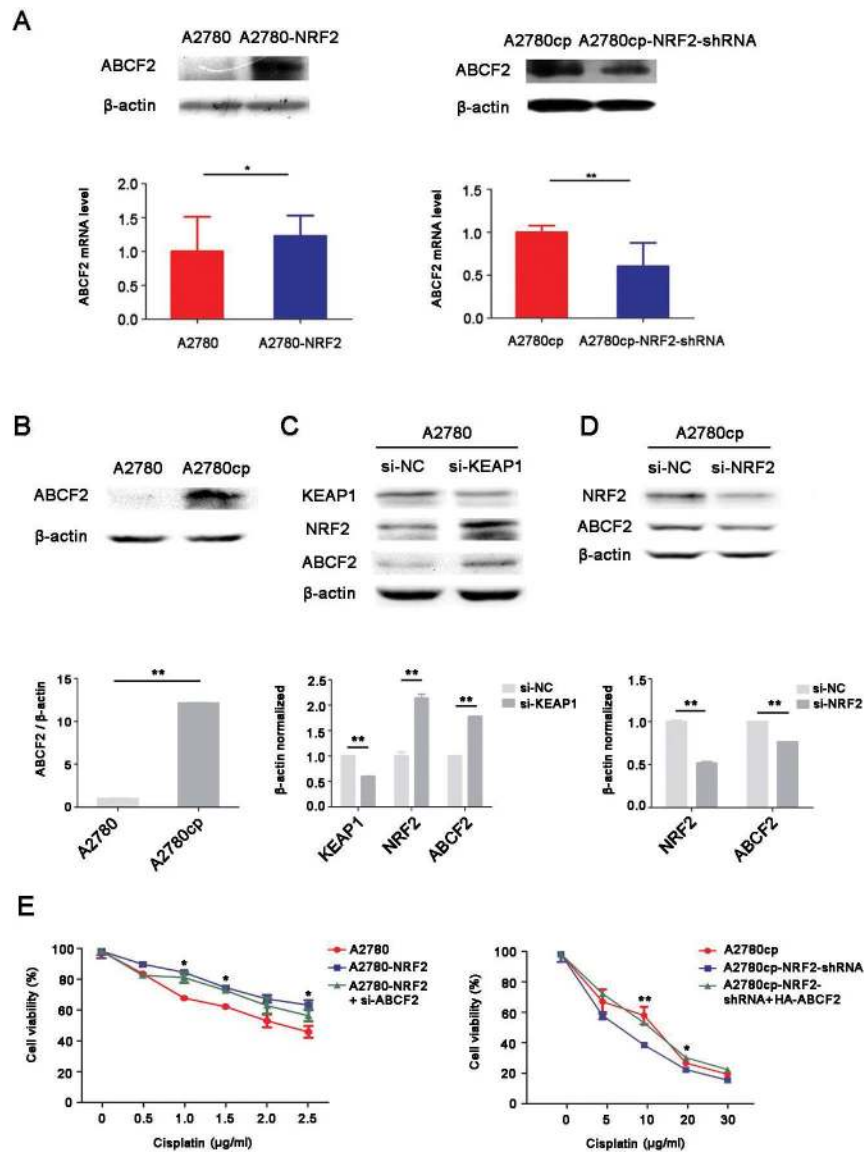 A
A2780 A2780-NRF2
ABCF2
β-actin
A2780cp A2780cp-NRF2-shRNA
ABCF2
β-actin
*
ABCF2 mRNA level
2.0
1.5
1.0
0.5
0.0
A2780 A2780-NRF2
**
ABCF2 mRNA level
1.5
1.0
0.5
0.0
A2780cp A2780cp-NRF2-shRNA
B
A2780 A2780cp
ABCF2
β-actin
**
ABCF2 / β-actin
15
10
5
0
A2780 A2780cp
C
A2780
si-NC si-KEAP1
KEAP1
NRF2
ABCF2
β-actin
si-NC
si-KEAP1
** ** **
β-actin normalized
2.5
2.0
1.5
1.0
0.5
0.0
KEAP1 NRF2 ABCF2
D
A2780cp
si-NC si-NRF2
NRF2
ABCF2
β-actin
si-NC
si-NRF2
** **
β-actin normalized
1.5
1.0
0.5
0.0
NRF2 ABCF2
E
A2780
A2780-NRF2
A2780-NRF2
+ si-ABCF2
* * *
Cell viability (%)
100
80
60
40
20
0
0 0.5 1.0 1.5 2.0 2.5
Cisplatin (μg/ml)
A2780cp
A2780cp-NRF2-shRNA
A2780cp-NRF2-
shRNA+HA-ABCF2
** *
Cell viability (%)
100
80
60
40
20
0
0 5 10 20 30
Cisplatin (μg/ml)